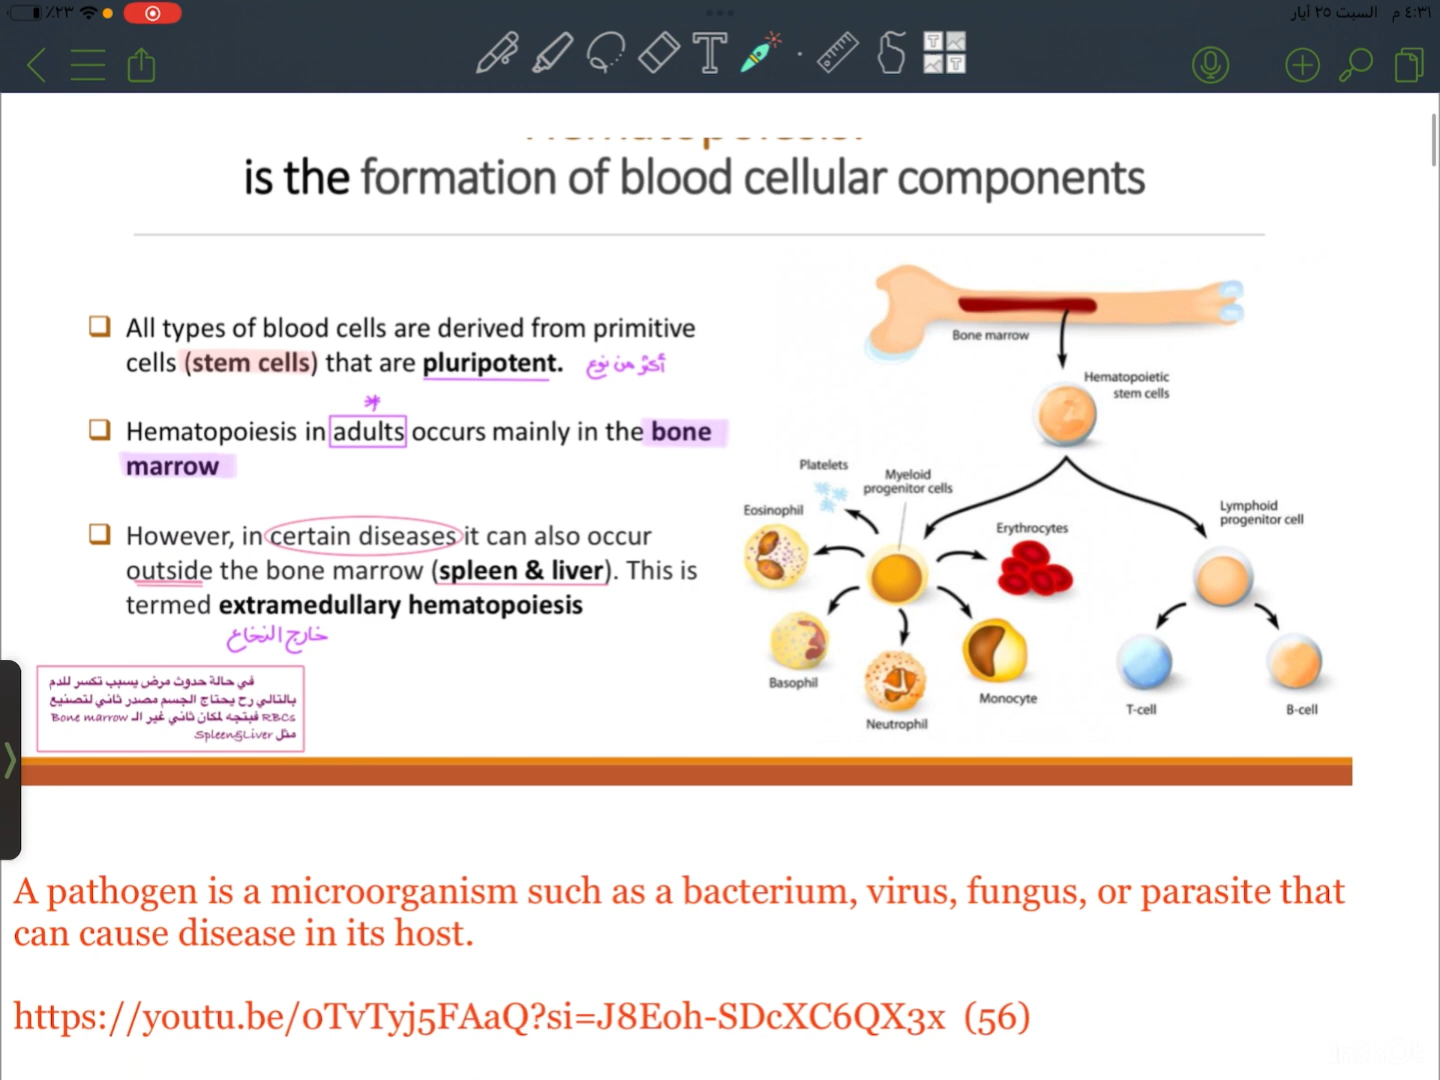 ٪٢٣
٤:٣١ م السبت ٢٥ أيار
is the formation of blood cellular components
All types of blood cells are derived from primitive
cells (stem cells) that are pluripotent. أكثر من نوع
*
Hematopoiesis in adults occurs mainly in the bone
marrow
However, in certain diseases it can also occur
outside the bone marrow (spleen & liver). This is
termed extramedullary hematopoiesis
خارج النخاع
في حالة حدوث مرض يسبب تكسر للدم
بالتالي رح يحتاج الجسم مصدر ثاني لتصنيع
RBCs فبتجه لمكان ثاني غير الـ Bone marrow
مثل Spleen&Liver
Bone marrow
Hematopoietic
stem cells
Platelets
Myeloid
progenitor cells
Eosinophil
Erythrocytes
Lymphoid
progenitor cell
Basophil
Neutrophil
Monocyte
T-cell
B-cell
A pathogen is a microorganism such as a bacterium, virus, fungus, or parasite that
can cause disease in its host.
https://youtu.be/0TvTyj5FAaQ?si=J8Eoh-SDcXC6QX3x (56)